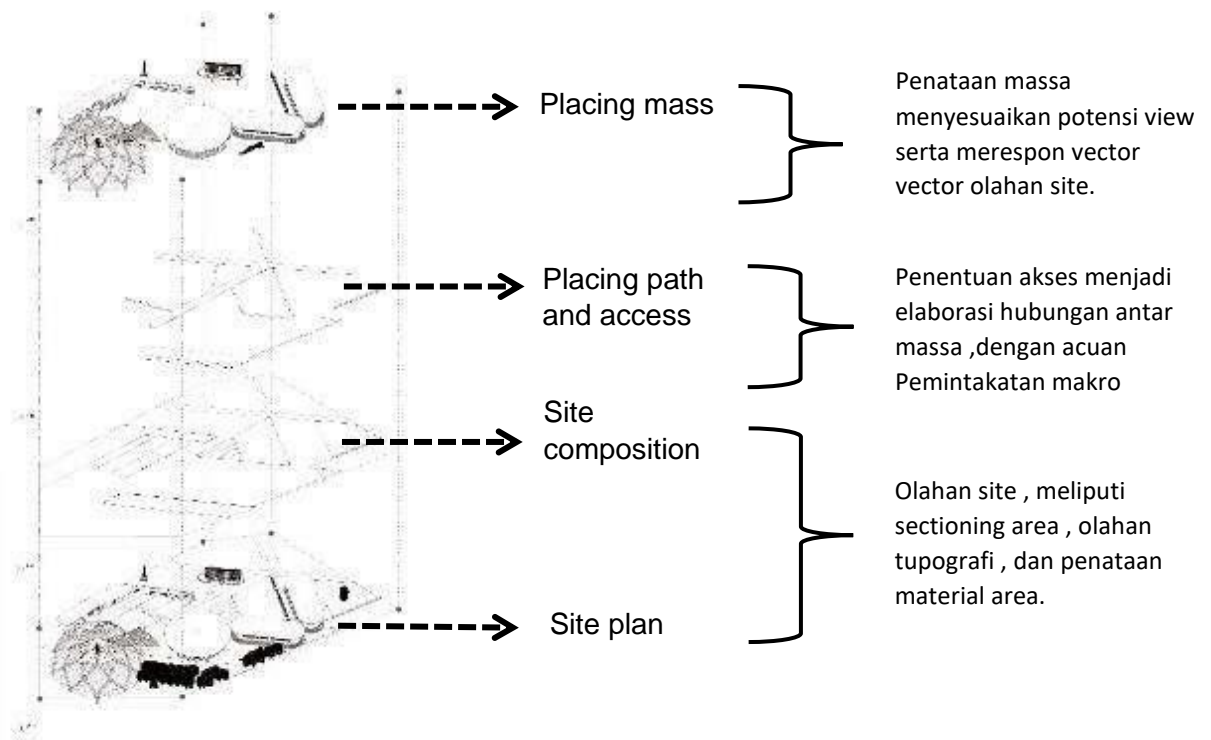 Placing mass
Penataan massa
menyesuaikan potensi view
serta merespon vector
vector olahan site.
Placing path
and access
Penentuan akses menjadi
elaborasi hubungan antar
massa ,dengan acuan
Pemintakatan makro
Site
composition
Olahan site , meliputi
sectioning area , olahan
tupografi , dan penataan
material area.
Site plan